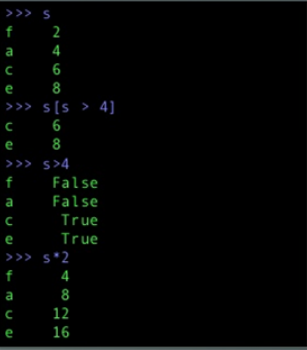 >>> s
f    2
a    4
c    6
e    8
>>> s[s > 4]
c    6
e    8
>>> s>4
f    False
a    False
c     True
e     True
>>> s*2
f     4
a     8
c    12
e    16